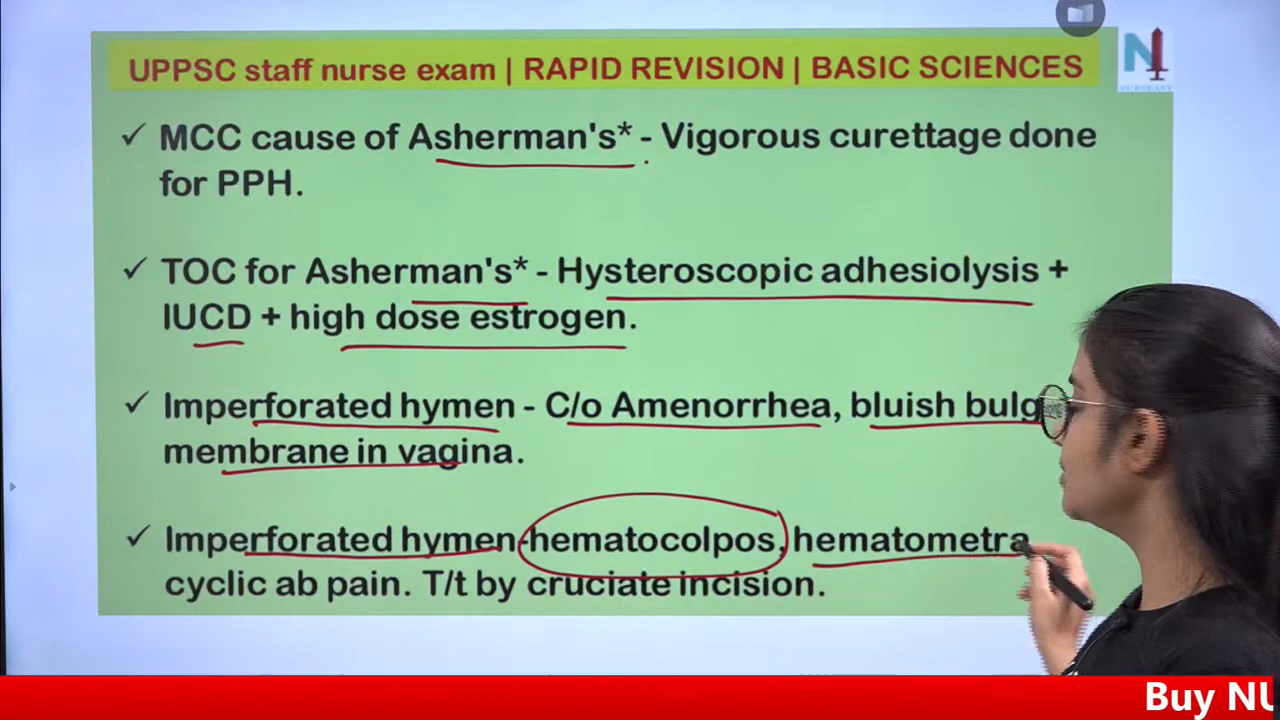 UPPSC staff nurse exam | RAPID REVISION | BASIC SCIENCES
✓ MCC cause of Asherman's* - Vigorous curettage done
for PPH.
✓ TOC for Asherman's* - Hysteroscopic adhesiolysis +
IUCD + high dose estrogen.
✓ Imperforated hymen - C/o Amenorrhea, bluish bulg
membrane in vagina.
✓ Imperforated hymen-hematocolpos, hematometra
cyclic ab pain. T/t by cruciate incision.
Buy NU